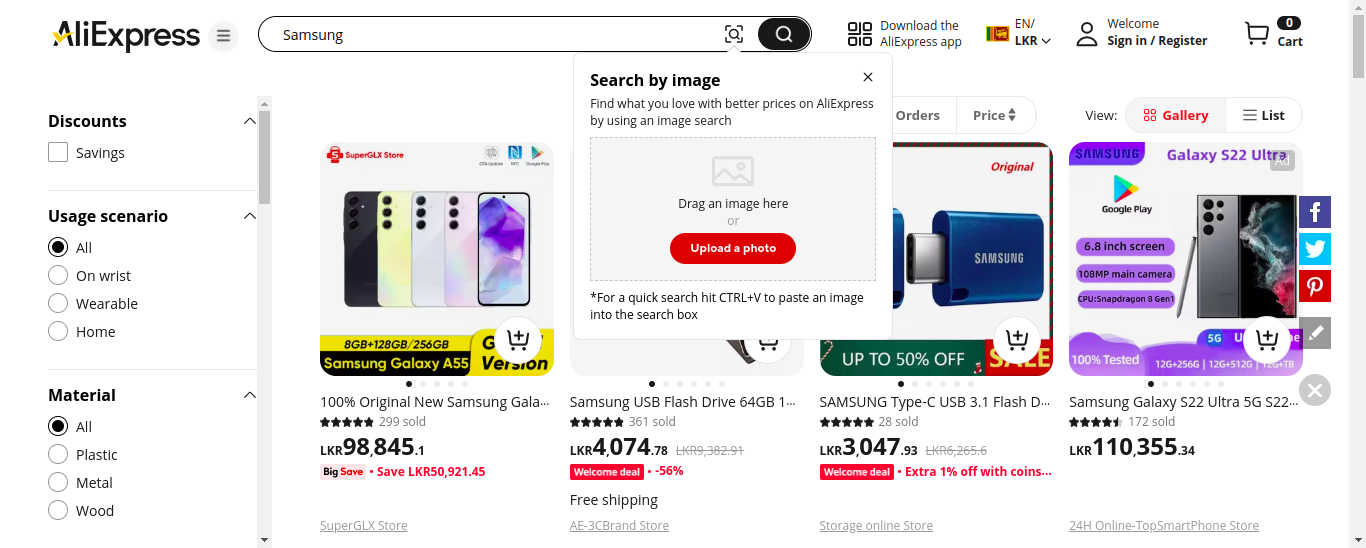 AliExpress
Samsung
Download the
AliExpress app
EN/
LKR
Welcome
Sign in / Register
0
Cart
Search by image
Find what you love with better prices on AliExpress
by using an image search
Drag an image here
or
Upload a photo
*For a quick search hit CTRL+V to paste an image
into the search box
Orders
Price
View:
Gallery
List
Discounts
Savings
Usage scenario
All
On wrist
Wearable
Home
Material
All
Plastic
Metal
Wood
SuperGLX Store
OTA Update
NFC
Google Play
8GB+128GB/256GB
Samsung Galaxy A55
Version
100% Original New Samsung Gala...
299 sold
LKR98,845.1
Big Save
• Save LKR50,921.45
SuperGLX Store
Samsung USB Flash Drive 64GB 1...
361 sold
LKR4,074.78
LKR9,382.91
Welcome deal
• -56%
Free shipping
AE-3CBrand Store
Original
SAMSUNG
UP TO 50% OFF
SALE
SAMSUNG Type-C USB 3.1 Flash D...
28 sold
LKR3,047.93
LKR6,265.6
Welcome deal
• Extra 1% off with coins...
Storage online Store
SAMSUNG
Galaxy S22 Ultra
Ad
Google Play
6.8 inch screen
108MP main camera
CPU:Snapdragon 8 Gen1
5G
100% Tested
12G+256G | 12G+512G | 12G+TB
Samsung Galaxy S22 Ultra 5G S22...
172 sold
LKR110,355.34
24H Online-TopSmartPhone Store